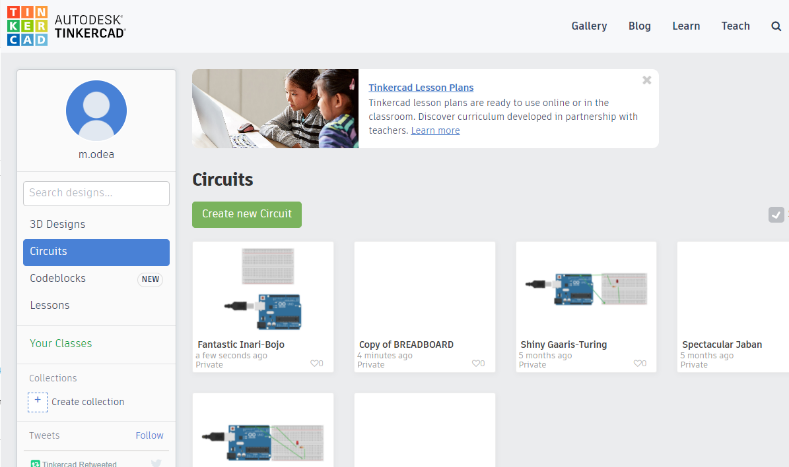 TIN
KER
CAD
AUTODESK®
TINKERCAD®
Gallery
Blog
Learn
Teach
m.odea
Search designs...
3D Designs
Circuits
Codeblocks
NEW
Lessons
Your Classes
Collections
+ Create collection
Tweets
Follow
Tinkercad Retweeted
Tinkercad Lesson Plans
Tinkercad lesson plans are ready to use online or in the
classroom. Discover curriculum developed in partnership with
teachers. Learn more
Circuits
Create new Circuit
Fantastic Inari-Bojo
a few seconds ago
Private
0
Copy of BREADBOARD
4 minutes ago
Private
0
Shiny Gaaris-Turing
5 months ago
Private
0
Spectacular Jaban
5 months ago
Private